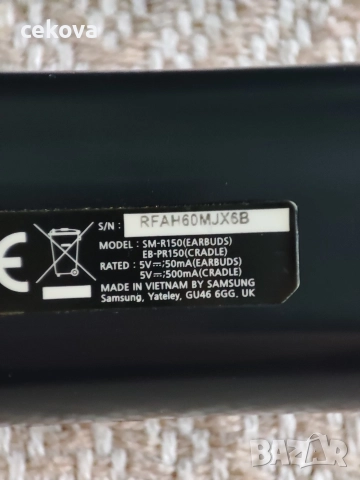 cekova
S/N: RFAH60MJX6B
MODEL: SM-R150(EARBUDS)
EB-PR150(CRADLE)
RATED: 5V⎓;50mA(EARBUDS)
5V⎓;500mA(CRADLE)
MADE IN VIETNAM BY SAMSUNG
Samsung, Yateley, GU46 6GG, UK
CE
BAZAR